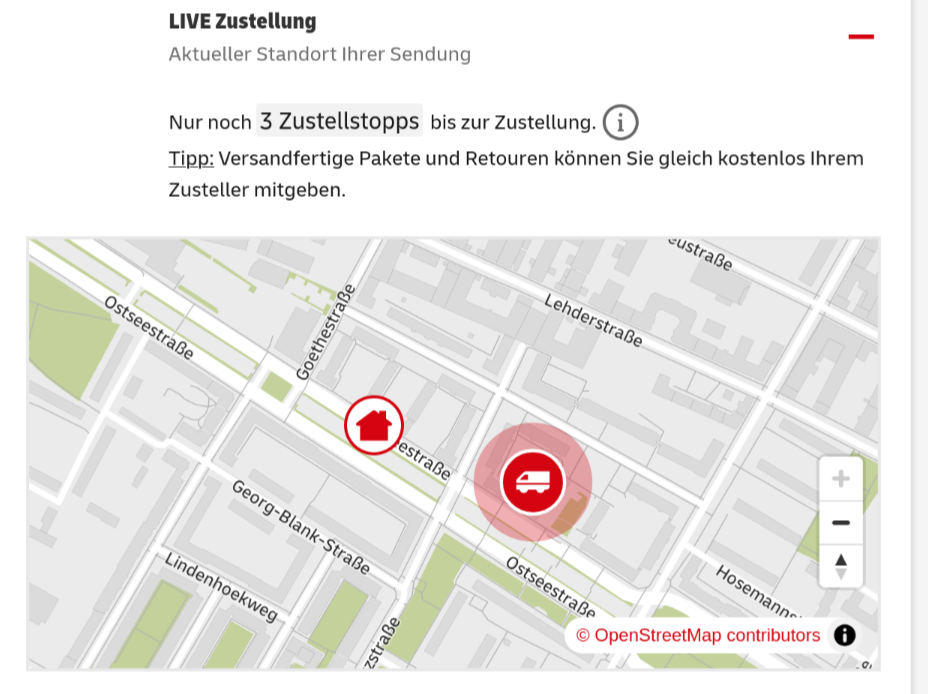 LIVE Zustellung
Aktueller Standort Ihrer Sendung
Nur noch 3 Zustellstopps bis zur Zustellung.
Tipp: Versandfertige Pakete und Retouren können Sie gleich kostenlos Ihrem
Zusteller mitgeben.
eustraße
Ostseestraße
Goethestraße
Lehderstraße
estraße
Georg-Blank-Straße
Lindenhoekweg
Ostseestraße
Hosemanns
zstraße
© OpenStreetMap contributors